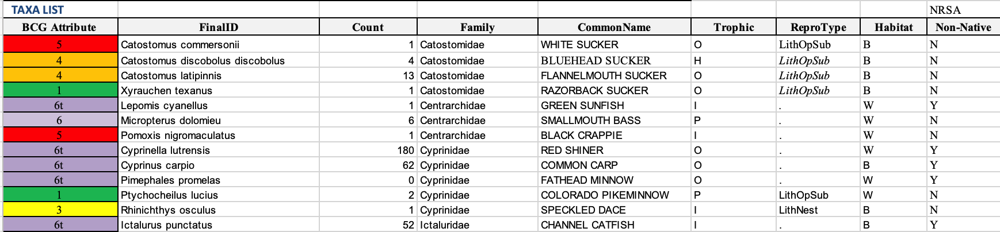 TAXA LIST NRSA
BCG Attribute FinalID Count Family CommonName Trophic ReproType Habitat Non-Native
5 Catostomus commersonii 1 Catostomidae WHITE SUCKER O LithOpSub B N
4 Catostomus discobolus discobolus 4 Catostomidae BLUEHEAD SUCKER H LithOpSub B N
4 Catostomus latipinnis 13 Catostomidae FLANNELMOUTH SUCKER O LithOpSub B N
1 Xyrauchen texanus 1 Catostomidae RAZORBACK SUCKER O LithOpSub B N
6t Lepomis cyanellus 1 Centrarchidae GREEN SUNFISH I . W Y
6 Micropterus dolomieu 6 Centrarchidae SMALLMOUTH BASS P . W N
5 Pomoxis nigromaculatus 1 Centrarchidae BLACK CRAPPIE I . W N
6t Cyprinella lutrensis 180 Cyprinidae RED SHINER O . W Y
6t Cyprinus carpio 62 Cyprinidae COMMON CARP O . B Y
6t Pimephales promelas 0 Cyprinidae FATHEAD MINNOW O . W Y
1 Ptychocheilus lucius 2 Cyprinidae COLORADO PIKEMINNOW P LithOpSub W N
3 Rhinichthys osculus 1 Cyprinidae SPECKLED DACE I LithNest B N
6t Ictalurus punctatus 52 Ictaluridae CHANNEL CATFISH I . B Y